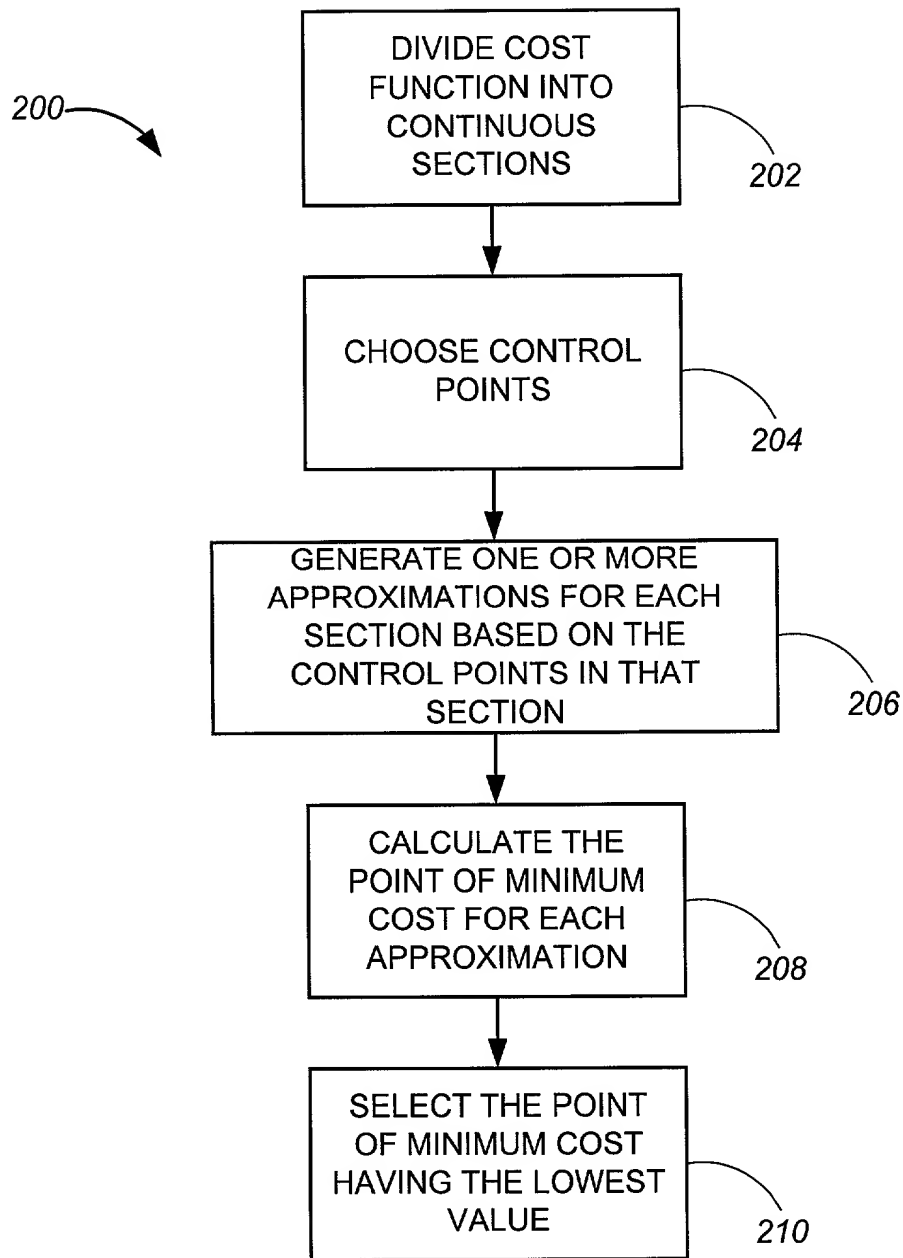 200
DIVIDE COST
FUNCTION INTO
CONTINUOUS
SECTIONS
202
CHOOSE CONTROL
POINTS
204
GENERATE ONE OR MORE
APPROXIMATIONS FOR EACH
SECTION BASED ON THE
CONTROL POINTS IN THAT
SECTION
206
CALCULATE THE
POINT OF MINIMUM
COST FOR EACH
APPROXIMATION
208
SELECT THE POINT
OF MINIMUM COST
HAVING THE LOWEST
VALUE
210